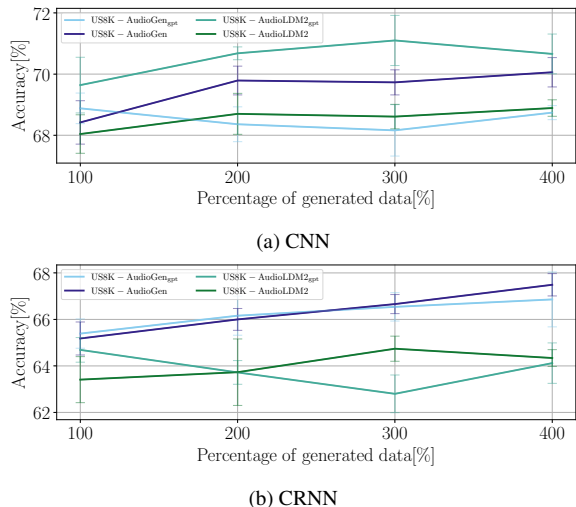 72
70
68
Accuracy[%]
US8K − AudioGen_gpt
US8K − AudioGen
US8K − AudioLDM2_gpt
US8K − AudioLDM2
100 200 300 400
Percentage of generated data[%]
(a) CNN
68
66
64
62
Accuracy[%]
US8K − AudioGen_gpt
US8K − AudioGen
US8K − AudioLDM2_gpt
US8K − AudioLDM2
100 200 300 400
Percentage of generated data[%]
(b) CRNN